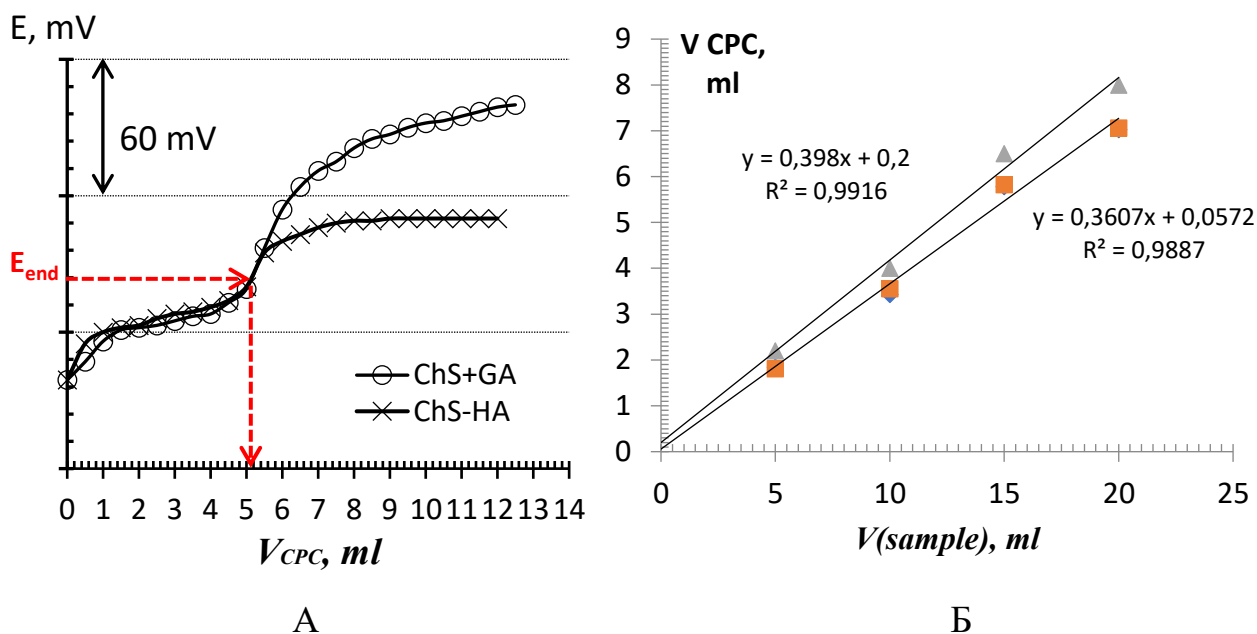 E, mV
60 mV
E end
ChS+GA
ChS-HA
0 1 2 3 4 5 6 7 8 9 10 11 12 13 14
V CPC, ml
А
9
8
7
6
5
4
3
2
1
0
V CPC,
ml
y = 0,398x + 0,2
R² = 0,9916
y = 0,3607x + 0,0572
R² = 0,9887
0 5 10 15 20 25
V(sample), ml
Б